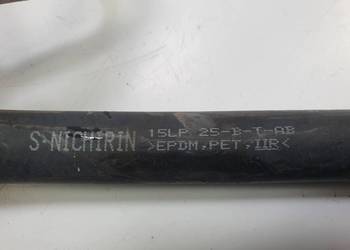 S·NICHIRIN 15LP 25-B-T-AB
>EPDM,PET,IIR<